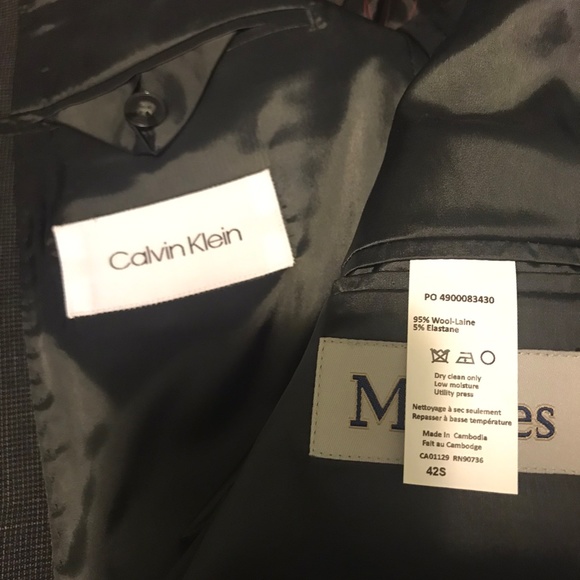 Calvin Klein
PO 4900083430
95% Wool-Laine
5% Elastane
Dry clean only
Low moisture
Utility press
Nettoyage à sec seulement
Repasser à basse température
Made in Cambodia
Fait au Cambodge
CA01129 RN90736
42S